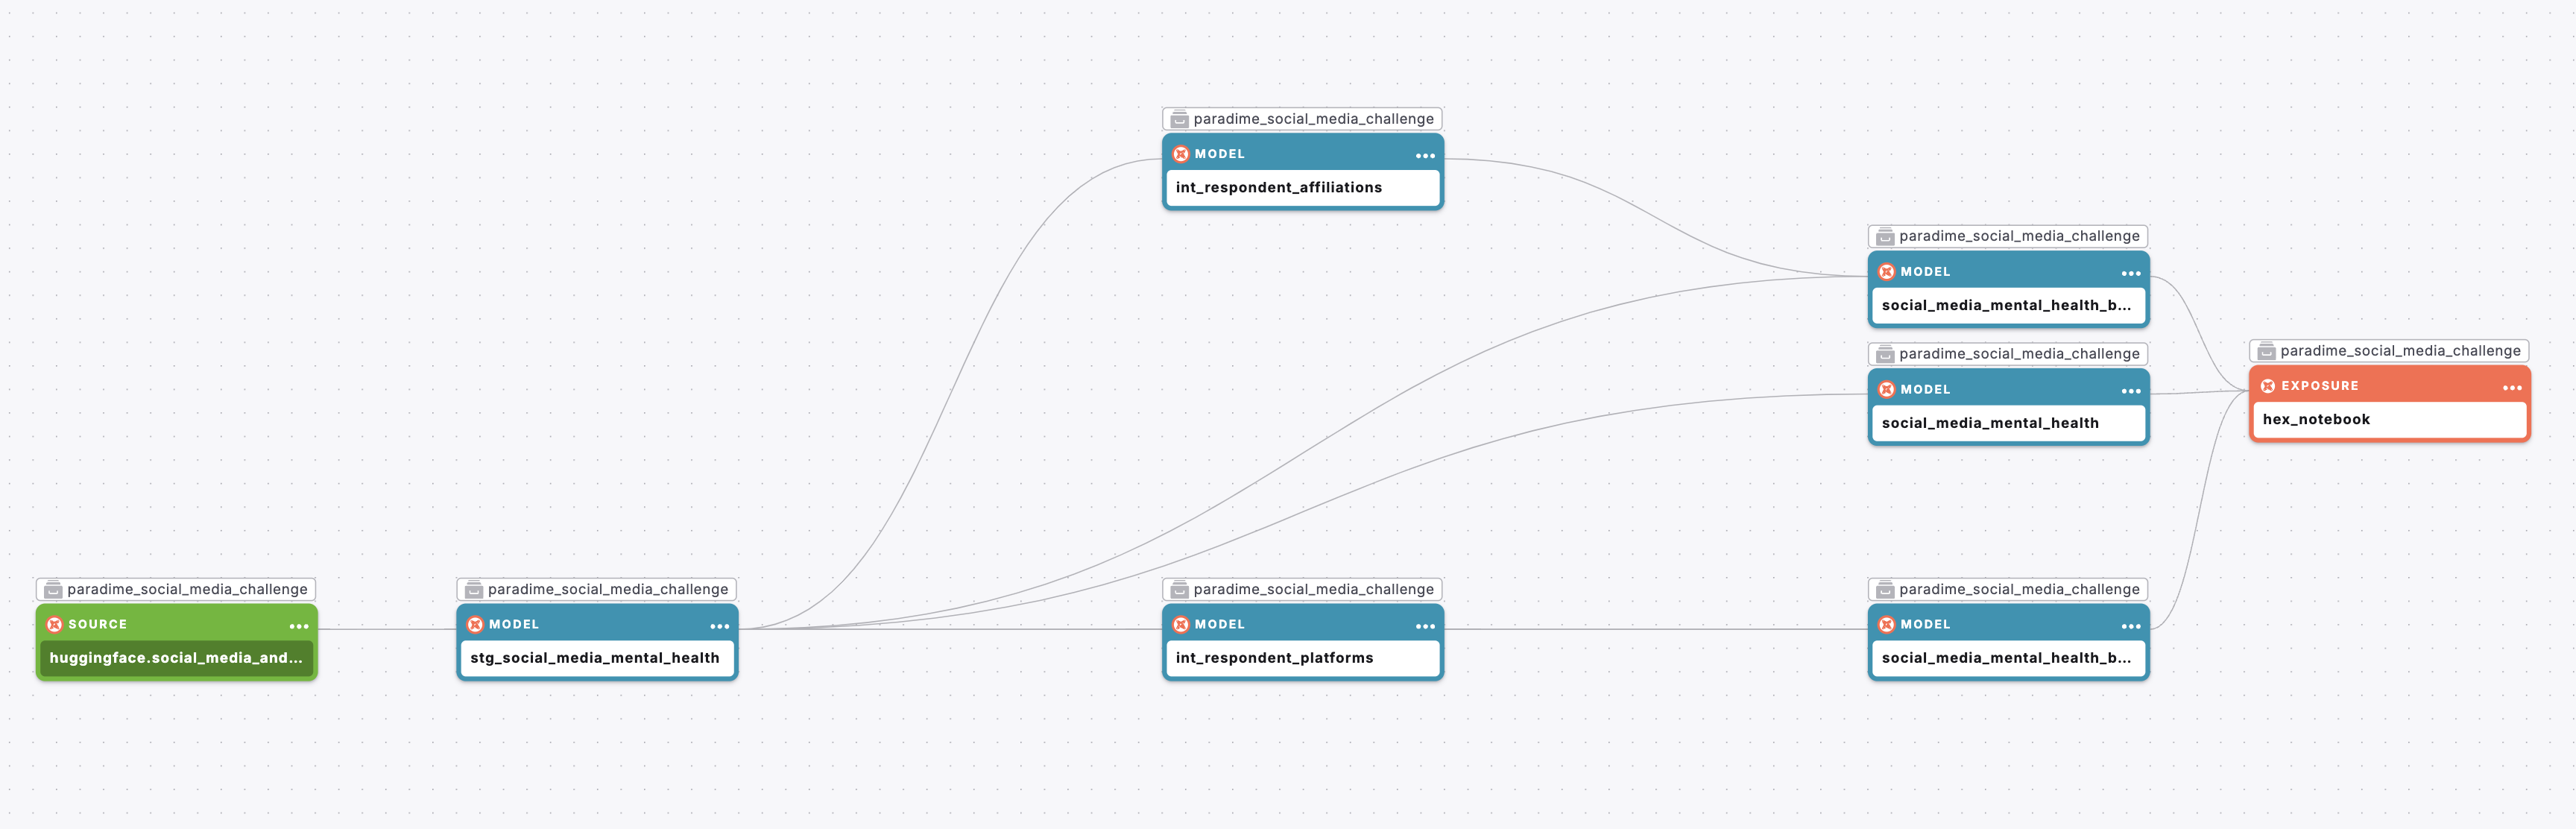 paradime_social_media_challenge
MODEL
int_respondent_affiliations
paradime_social_media_challenge
MODEL
social_media_mental_health_b...
paradime_social_media_challenge
MODEL
social_media_mental_health
paradime_social_media_challenge
EXPOSURE
hex_notebook
paradime_social_media_challenge
SOURCE
huggingface.social_media_and...
paradime_social_media_challenge
MODEL
stg_social_media_mental_health
paradime_social_media_challenge
MODEL
int_respondent_platforms
paradime_social_media_challenge
MODEL
social_media_mental_health_b...